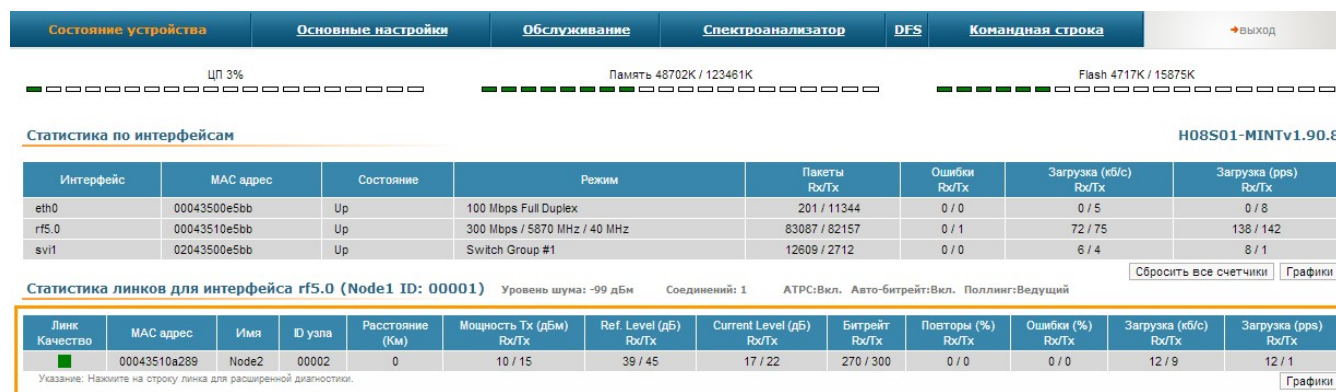 Состояние устройства Основные настройки Обслуживание Спектроанализатор DFS Командная строка выход
ЦП 3% Память 48702K / 123461K Flash 4717K / 15875K
Статистика по интерфейсам H08S01-MINTv1.90.8
Интерфейс MAC адрес Состояние Режим Пакеты Rx/Tx Ошибки Rx/Tx Загрузка (кб/с) Rx/Tx Загрузка (pps) Rx/Tx
eth0 00043500e5bb Up 100 Mbps Full Duplex 201 / 11344 0 / 0 0 / 5 0 / 8
rf5.0 00043510e5bb Up 300 Mbps / 5870 MHz / 40 MHz 83087 / 82157 0 / 1 72 / 75 138 / 142
svi1 02043500e5bb Up Switch Group #1 12609 / 2712 0 / 0 6 / 4 8 / 1
Сбросить все счетчики Графики
Статистика линков для интерфейса rf5.0 (Node1 ID: 00001) Уровень шума: -99 дБм Соединений: 1 АТРС:Вкл. Авто-битрейт:Вкл. Поллинг:Ведущий
Линк Качество MAC адрес Имя ID узла Расстояние (Км) Мощность Tx (дБм) Rx/Tx Ref. Level (дБ) Rx/Tx Current Level (дБ) Rx/Tx Битрейт Rx/Tx Повторы (%) Rx/Tx Ошибки (%) Rx/Tx Загрузка (кб/с) Rx/Tx Загрузка (pps) Rx/Tx
00043510a289 Node2 00002 0 10 / 15 39 / 45 17 / 22 270 / 300 0 / 0 0 / 0 12 / 9 12 / 1
Указание: Нажмите на строку линка для расширенной диагностики. Графики